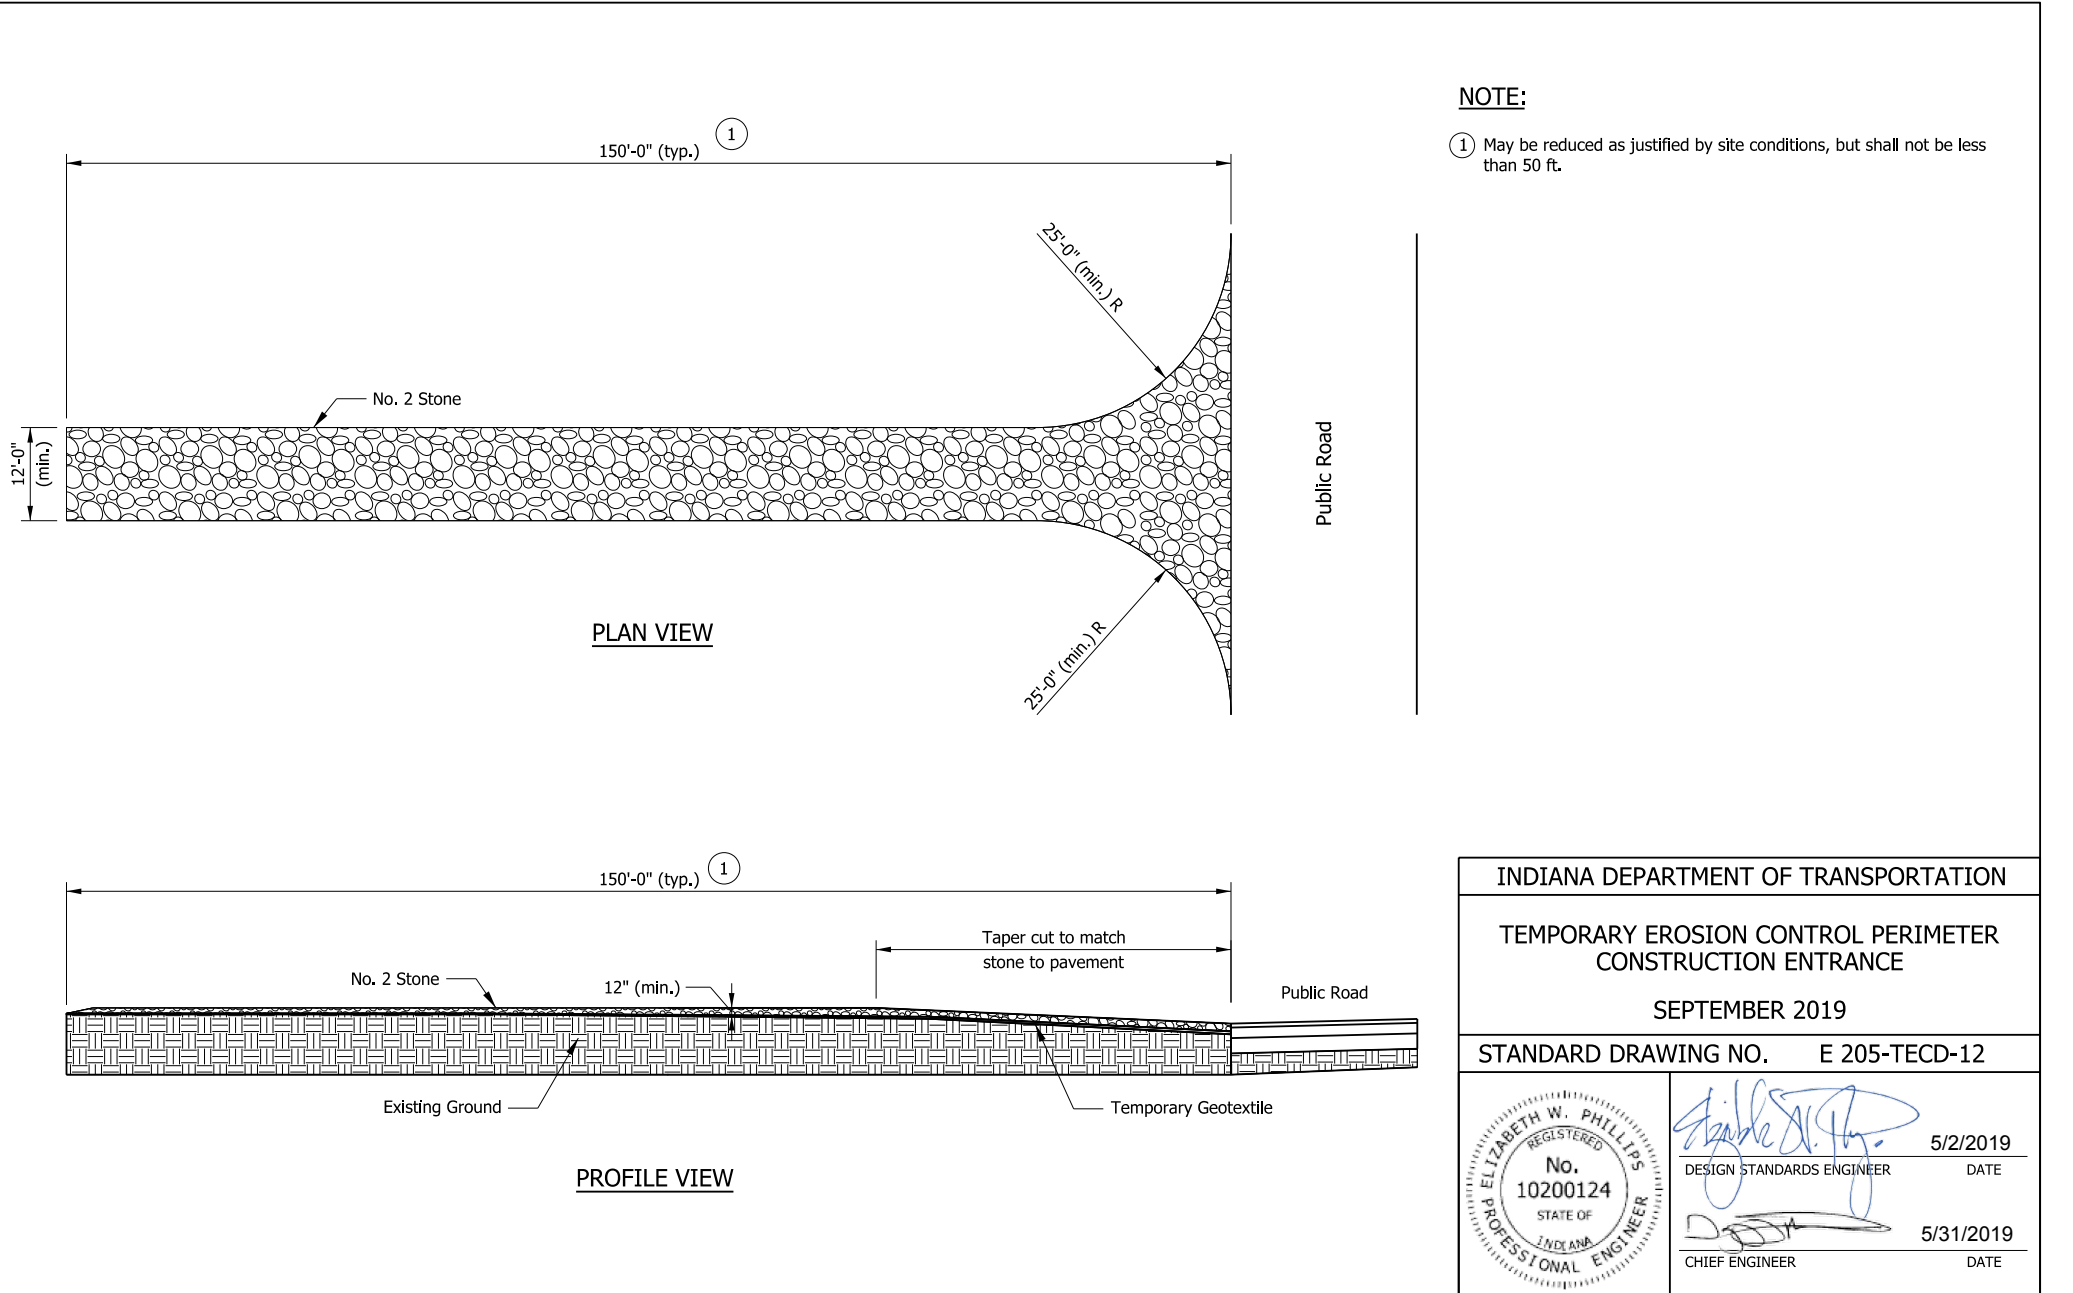 150'-0" (typ.)
1
NOTE:
1 May be reduced as justified by site conditions, but shall not be less
than 50 ft.
25'-0" (min.) R
No. 2 Stone
12'-0"
(min.)
Public Road
25'-0" (min.) R
PLAN VIEW
150'-0" (typ.)
1
Taper cut to match
stone to pavement
No. 2 Stone
12" (min.)
Public Road
Existing Ground
Temporary Geotextile
PROFILE VIEW
INDIANA DEPARTMENT OF TRANSPORTATION
TEMPORARY EROSION CONTROL PERIMETER
CONSTRUCTION ENTRANCE
SEPTEMBER 2019
STANDARD DRAWING NO. E 205-TECD-12
ELIZABETH W. PHILLIPS
REGISTERED
No.
10200124
STATE OF
INDIANA
PROFESSIONAL ENGINEER
5/2/2019
DESIGN STANDARDS ENGINEER DATE
5/31/2019
CHIEF ENGINEER DATE